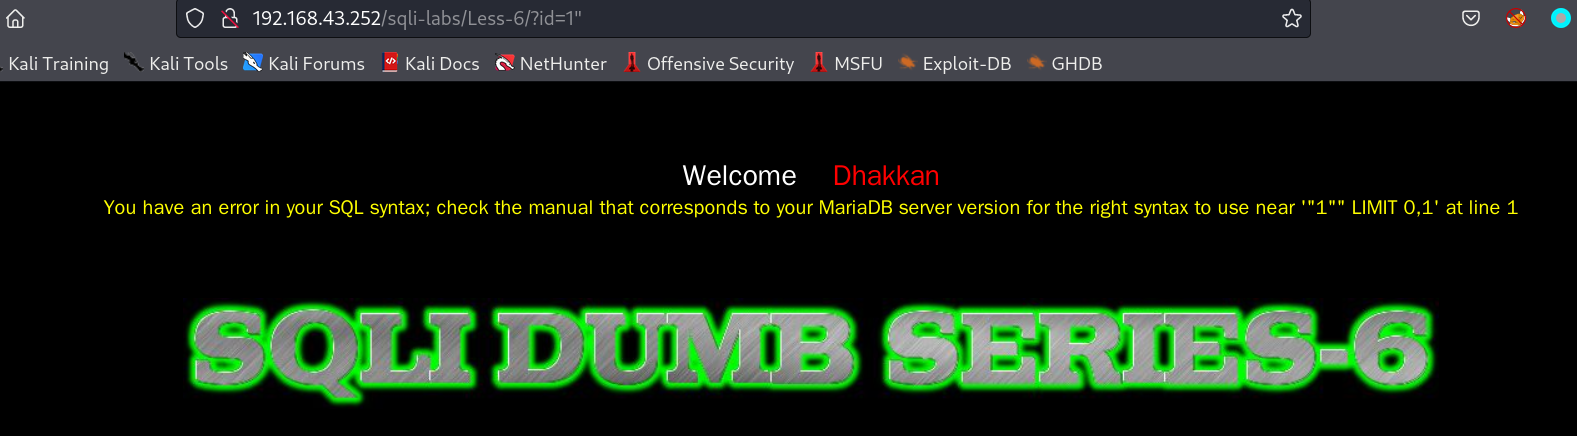 192.168.43.252/sqli-labs/Less-6/?id=1"
Kali Training Kali Tools Kali Forums Kali Docs NetHunter Offensive Security MSFU Exploit-DB GHDB
Welcome Dhakkan
You have an error in your SQL syntax; check the manual that corresponds to your MariaDB server version for the right syntax to use near '"1"" LIMIT 0,1' at line 1
SQLI DUMB SERIES-6